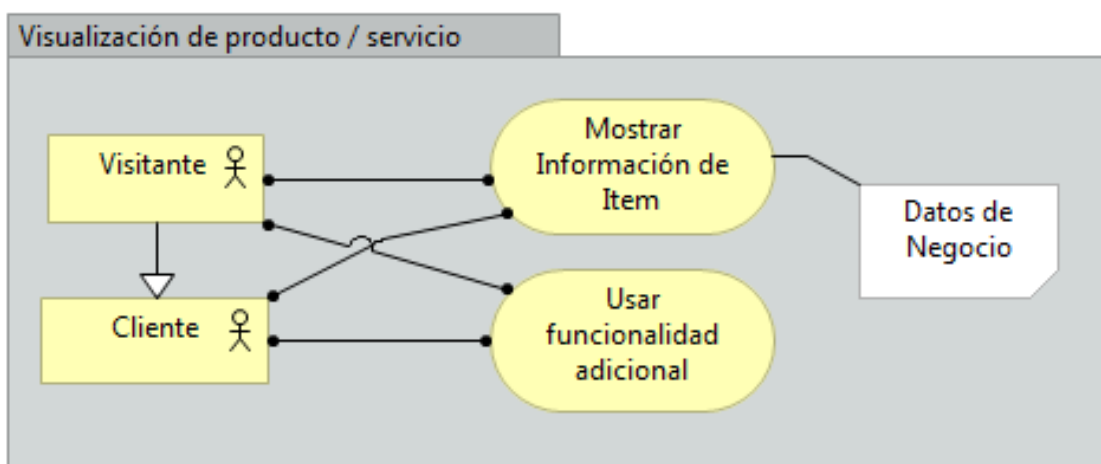 Visualización de producto / servicio
Visitante
Mostrar
Información de
Item
Datos de
Negocio
Cliente
Usar
funcionalidad
adicional